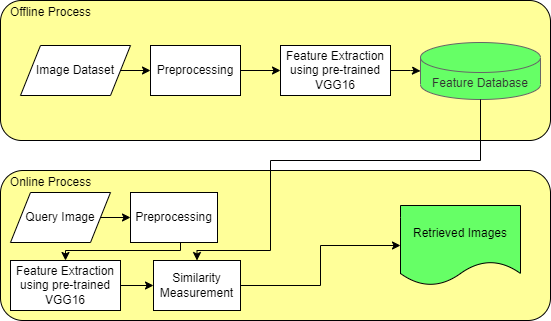 Offline Process
Image Dataset
Preprocessing
Feature Extraction
using pre-trained
VGG16
Feature Database
Online Process
Query Image
Preprocessing
Feature Extraction
using pre-trained
VGG16
Similarity
Measurement
Retrieved Images